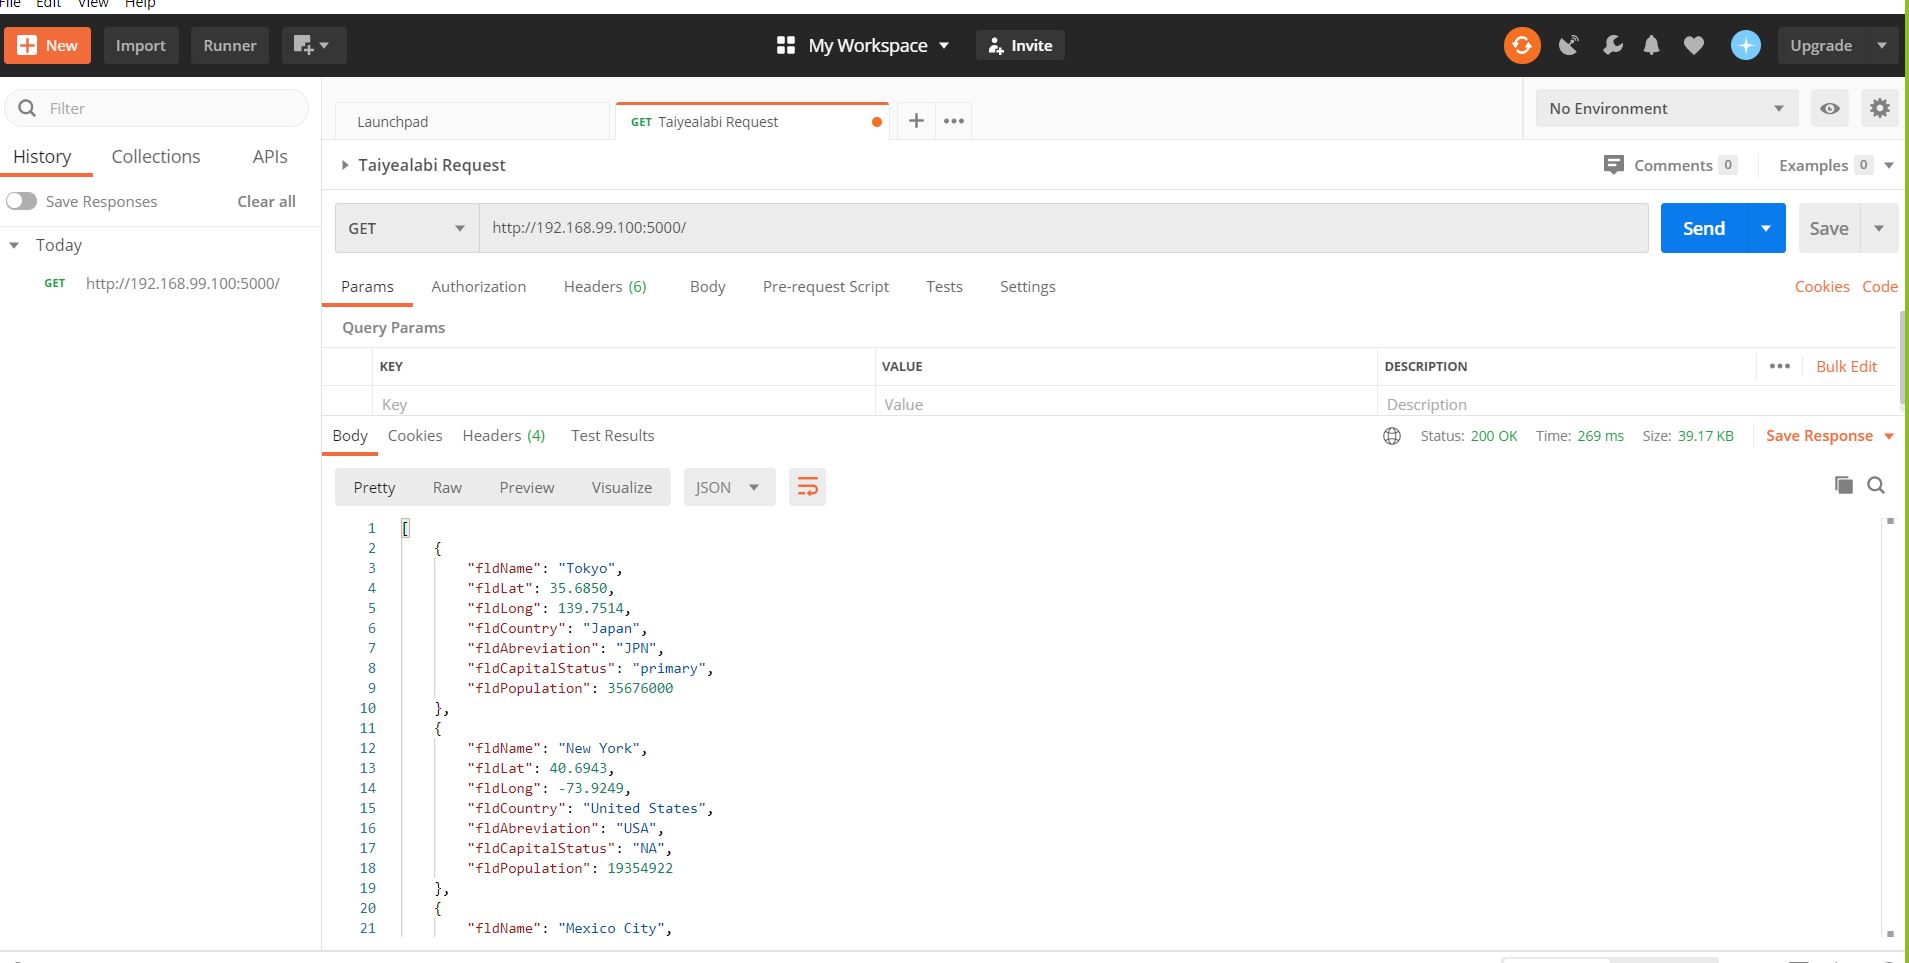 File Edit View Help
New Import Runner My Workspace Invite Upgrade
Filter
Launchpad GET Taiyealabi Request No Environment
History Collections APIs
Taiyealabi Request Comments 0 Examples 0
Save Responses Clear all
GET http://192.168.99.100:5000/ Send Save
Today
GET http://192.168.99.100:5000/
Params Authorization Headers (6) Body Pre-request Script Tests Settings Cookies Code
Query Params
KEY VALUE DESCRIPTION Bulk Edit
Key Value Description
Body Cookies Headers (4) Test Results Status: 200 OK Time: 269 ms Size: 39.17 KB Save Response
Pretty Raw Preview Visualize JSON
1 [
2 {
3 "fldName": "Tokyo",
4 "fldLat": 35.6850,
5 "fldLong": 139.7514,
6 "fldCountry": "Japan",
7 "fldAbreviation": "JPN",
8 "fldCapitalStatus": "primary",
9 "fldPopulation": 35676000
10 },
11 {
12 "fldName": "New York",
13 "fldLat": 40.6943,
14 "fldLong": -73.9249,
15 "fldCountry": "United States",
16 "fldAbreviation": "USA",
17 "fldCapitalStatus": "NA",
18 "fldPopulation": 19354922
19 },
20 {
21 "fldName": "Mexico City",